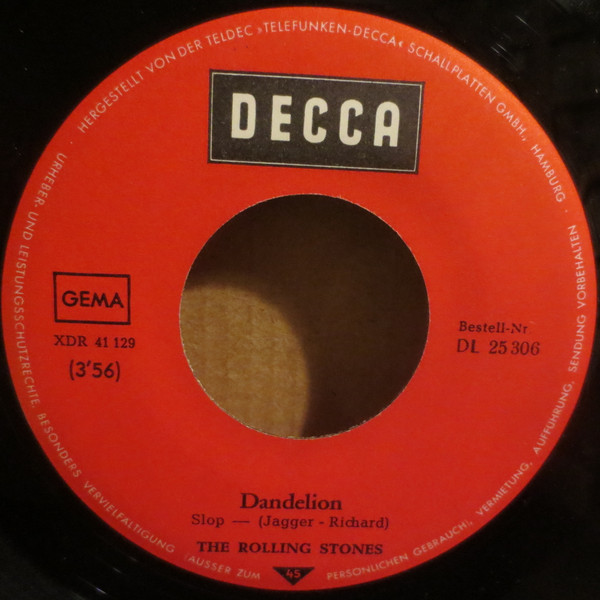 HERGESTELLT VON DER TELDEC »TELEFUNKEN-DECCA« SCHALLPLATTEN GMBH., HAMBURG ·
DECCA
GEMA
XDR 41 129
(3'56)
Bestell-Nr
DL 25 306
Dandelion
Slop — (Jagger - Richard)
THE ROLLING STONES
URHEBER- UND LEISTUNGSSCHUTZRECHTE, BESONDERS VERVIELFÄLTIGUNG (AUSSER ZUM PERSÖNLICHEN GEBRAUCH), VERMIETUNG, AUFFÜHRUNG, SENDUNG VORBEHALTEN
45